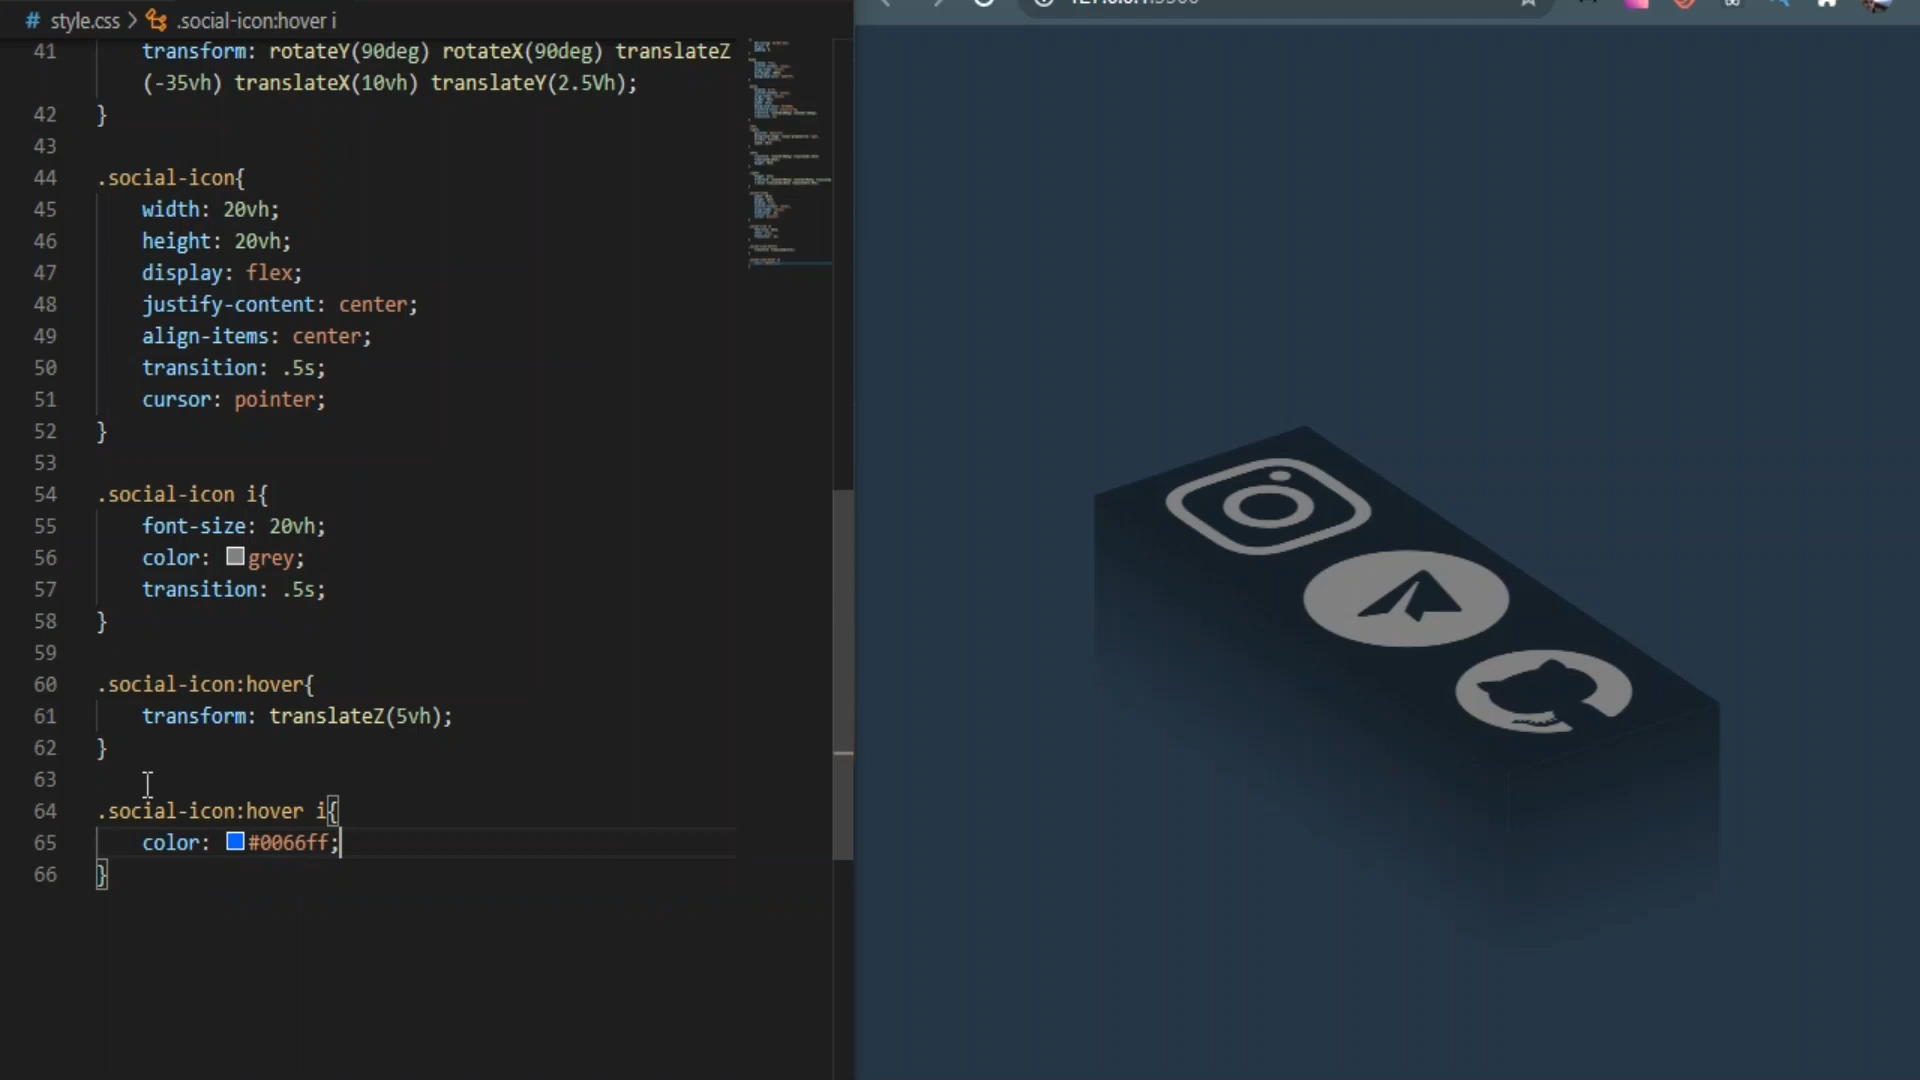 # style.css > .social-icon:hover i
41 transform: rotateY(90deg) rotateX(90deg) translateZ
(-35vh) translateX(10vh) translateY(2.5Vh);
42 }
43
44 .social-icon{
45 width: 20vh;
46 height: 20vh;
47 display: flex;
48 justify-content: center;
49 align-items: center;
50 transition: .5s;
51 cursor: pointer;
52 }
53
54 .social-icon i{
55 font-size: 20vh;
56 color: grey;
57 transition: .5s;
58 }
59
60 .social-icon:hover{
61 transform: translateZ(5vh);
62 }
63
64 .social-icon:hover i{
65 color: #0066ff;
66 }